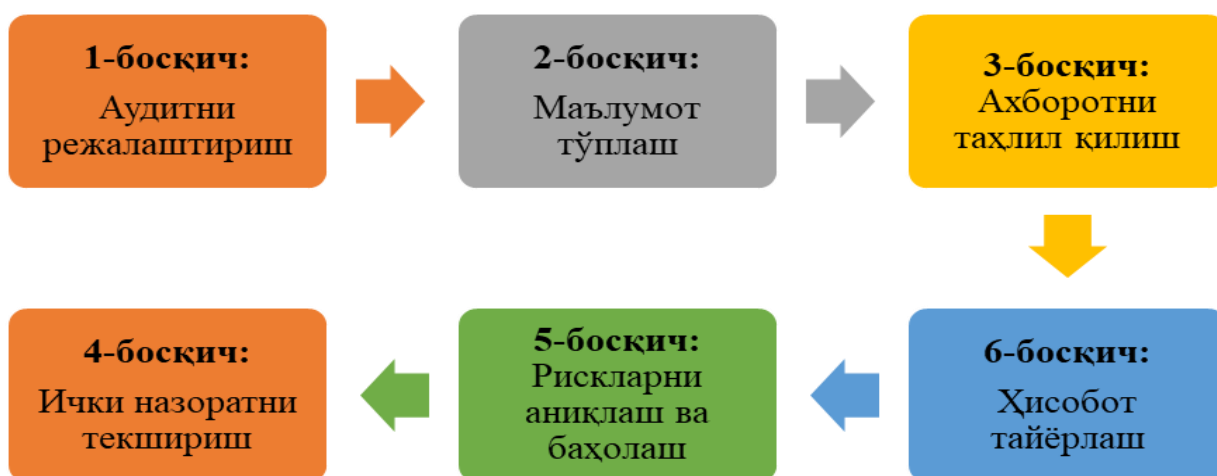 1-босқич:
Аудитни
режалаштириш
2-босқич:
Маълумот
тўплаш
3-босқич:
Ахборотни
таҳлил қилиш
4-босқич:
Ички назоратни
текшириш
5-босқич:
Рискларни
аниқлаш ва
баҳолаш
6-босқич:
Ҳисобот
тайёрлаш